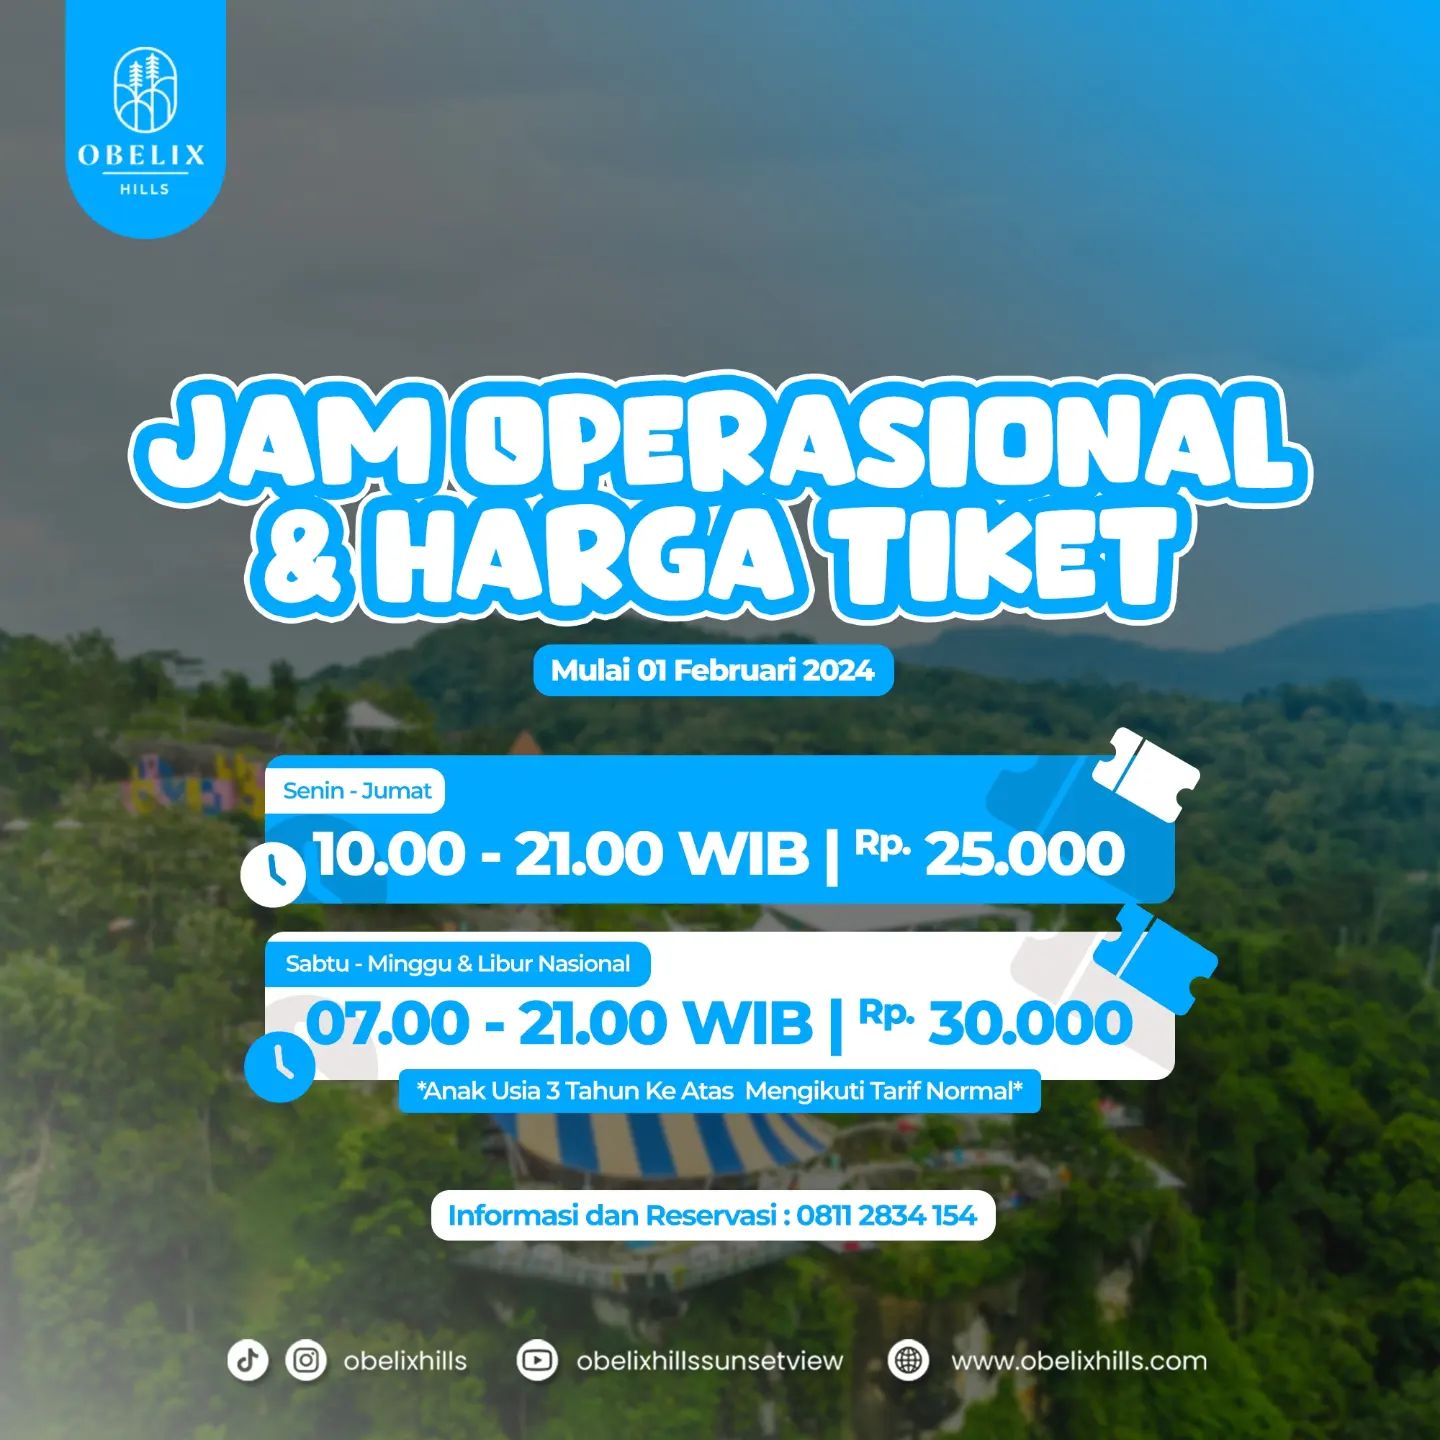 OBELIX
HILLS
JAM OPERASIONAL
& HARGA TIKET
Mulai 01 Februari 2024
Senin - Jumat
10.00 - 21.00 WIB | Rp. 25.000
Sabtu - Minggu & Libur Nasional
07.00 - 21.00 WIB | Rp. 30.000
*Anak Usia 3 Tahun Ke Atas Mengikuti Tarif Normal*
Informasi dan Reservasi : 0811 2834 154
obelixhills obelixhillssunsetview www.obelixhills.com